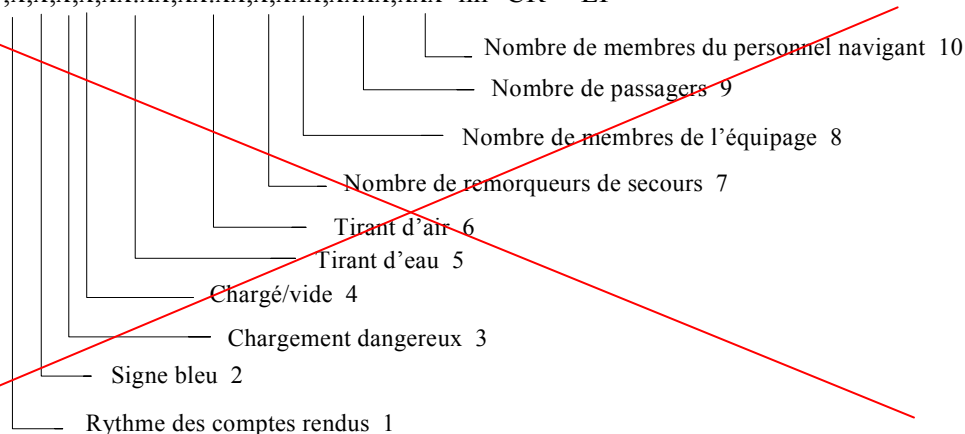 Nombre de membres du personnel navigant 10
Nombre de passagers 9
Nombre de membres de l'équipage 8
Nombre de remorqueurs de secours 7
Tirant d'air 6
Tirant d'eau 5
Chargé/vide 4
Chargement dangereux 3
Signe bleu 2
Rythme des comptes rendus 1